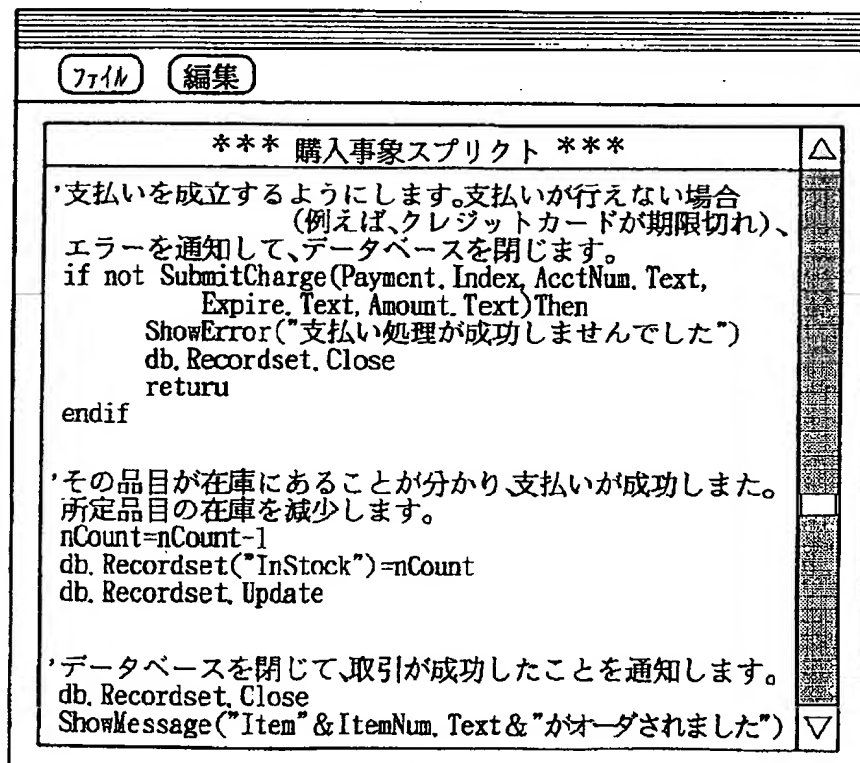 ファイル 編集
*** 購入事象スプリクト ***
'支払いを成立するようにします。支払いが行えない場合
(例えば、クレジットカードが期限切れ)、
エラーを通知して、データベースを閉じます。
if not SubmitCharge(Payment.Index,AcctNum.Text,
Expire.Text,Amount.Text)Then
ShowError("支払い処理が成功しませんでした")
db.Recordset.Close
returu
endif
'その品目が在庫にあることが分かり、支払いが成功しまた。
所定品目の在庫を減少します。
nCount=nCount-1
db.Recordset("InStock")=nCount
db.Recordset.Update
'データベースを閉じて、取引が成功したことを通知します。
db.Recordset.Close
ShowMessage("Item"&ItemNum.Text&"がオーダされました")